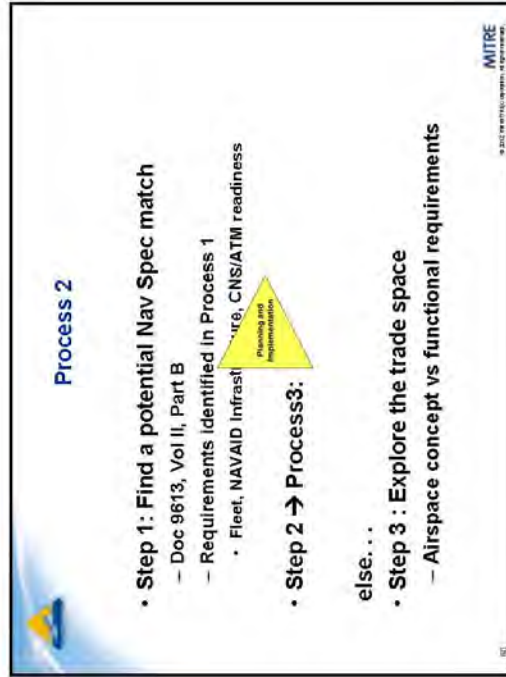 Process 2
• Step 1: Find a potential Nav Spec match
– Doc 9613, Vol II, Part B
– Requirements identified in Process 1
• Fleet, NAVAID Infrastr ure, CNS/ATM readiness
Planning and
Implementation
• Step 2 ➔ Process3:
else. . .
• Step 3 : Explore the trade space
– Airspace concept vs functional requirements
MITRE